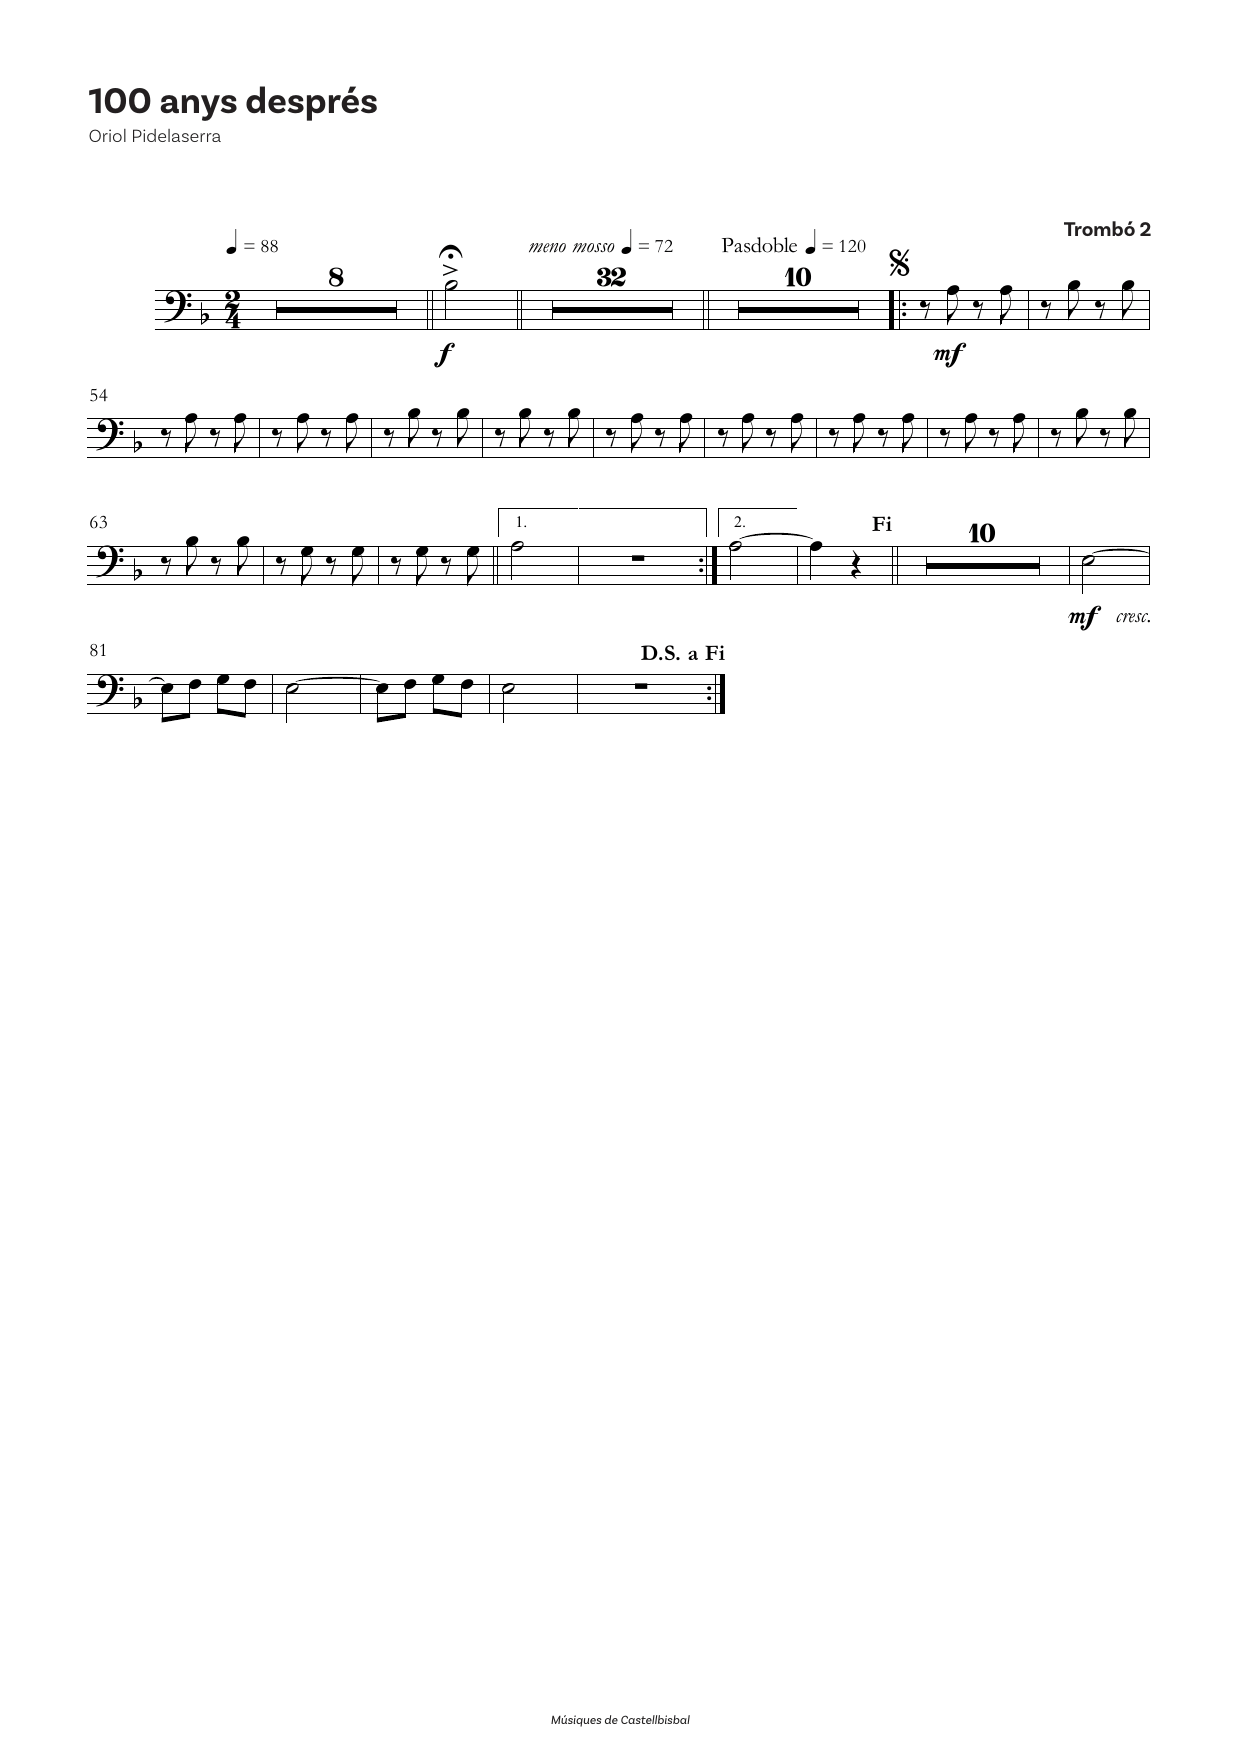 100 anys després
Oriol Pidelaserra
Trombó 2
♩ = 88
meno mosso ♩ = 72
Pasdoble ♩ = 120
8
32
10
2
4
f
mf
54
63
1.
2.
Fi
10
mf cresc.
81
D.S. a Fi
Músiques de Castellbisbal